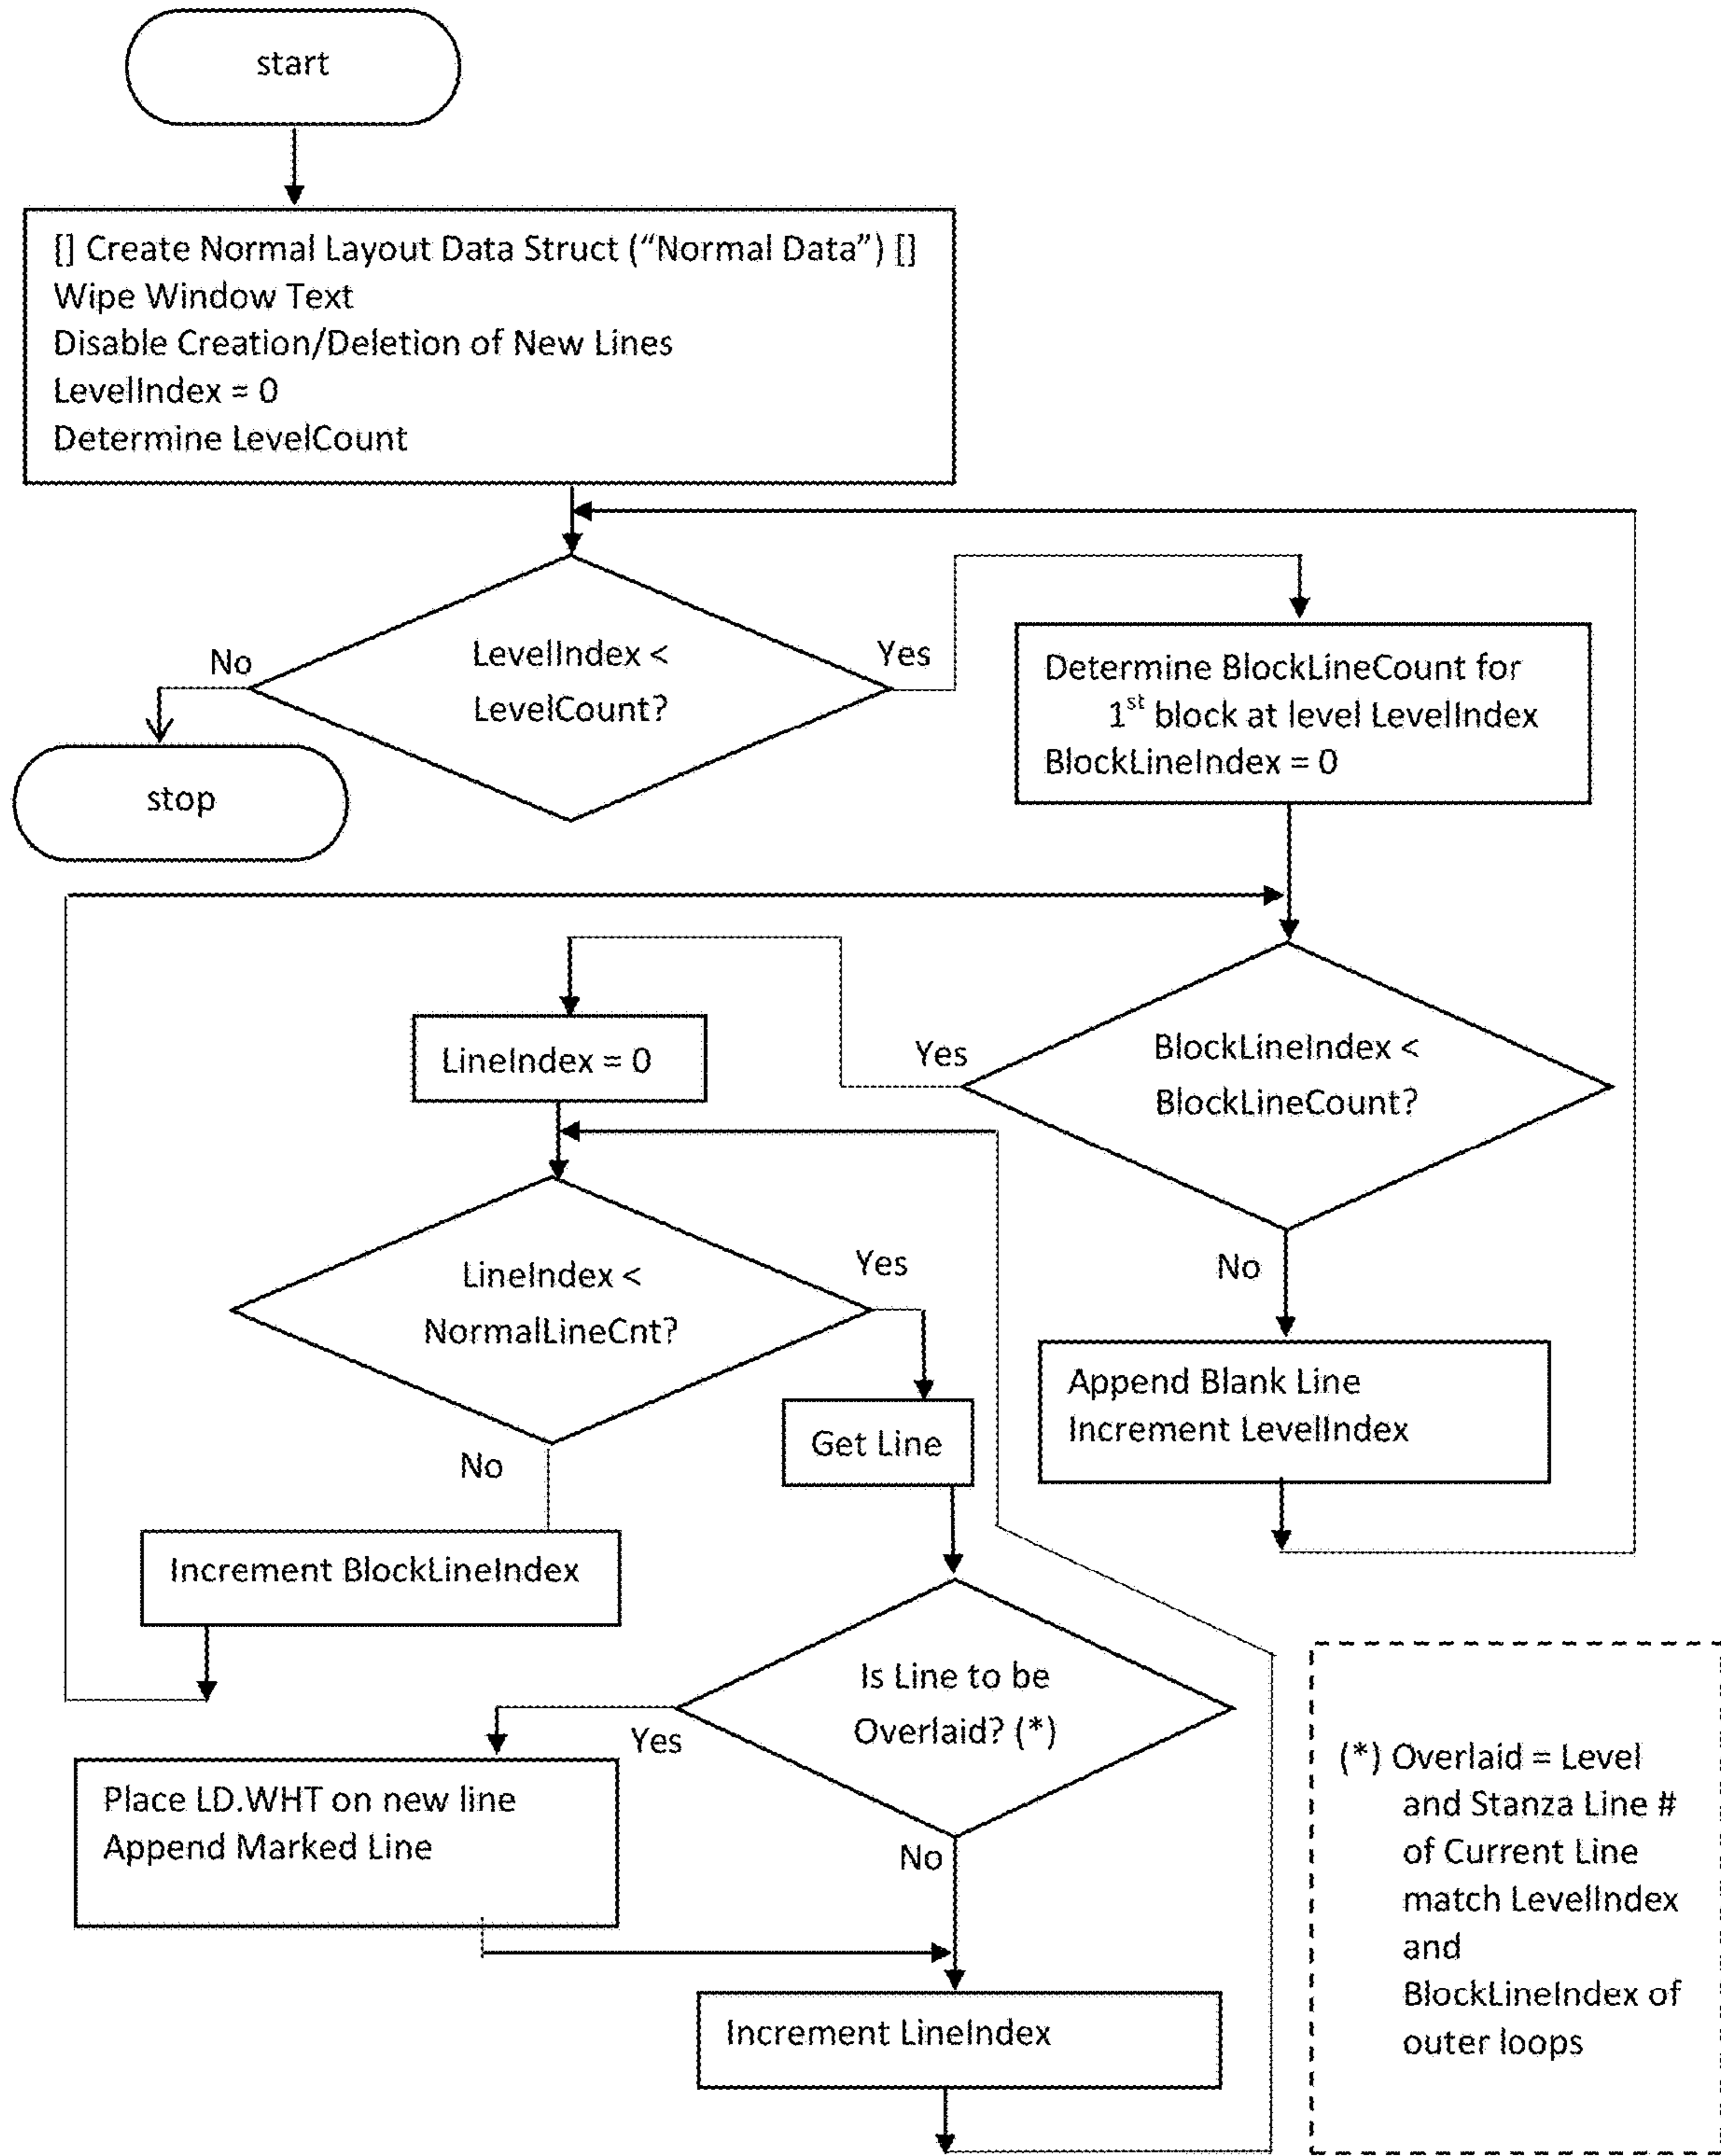 start
[] Create Normal Layout Data Struct (“Normal Data”) []
Wipe Window Text
Disable Creation/Deletion of New Lines
LevelIndex = 0
Determine LevelCount
LevelIndex <
LevelCount?
No
Yes
stop
Determine BlockLineCount for
1st block at level LevelIndex
BlockLineIndex = 0
BlockLineIndex <
BlockLineCount?
Yes
No
LineIndex = 0
LineIndex <
NormalLineCnt?
Yes
No
Get Line
Append Blank Line
Increment LevelIndex
Increment BlockLineIndex
Is Line to be
Overlaid? (*)
Yes
No
Place LD.WHT on new line
Append Marked Line
Increment LineIndex
(*) Overlaid = Level
and Stanza Line #
of Current Line
match LevelIndex
and
BlockLineIndex of
outer loops